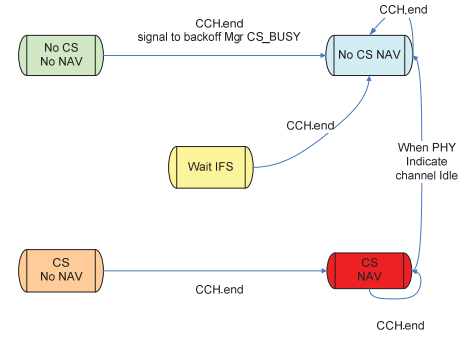 CCH.end
CCH.end
signal to backoff Mgr CS_BUSY
No CS
No NAV
No CS NAV
CCH.end
When PHY
Indicate
channel Idle
Wait IFS
CS
No NAV
CS
NAV
CCH.end
CCH.end